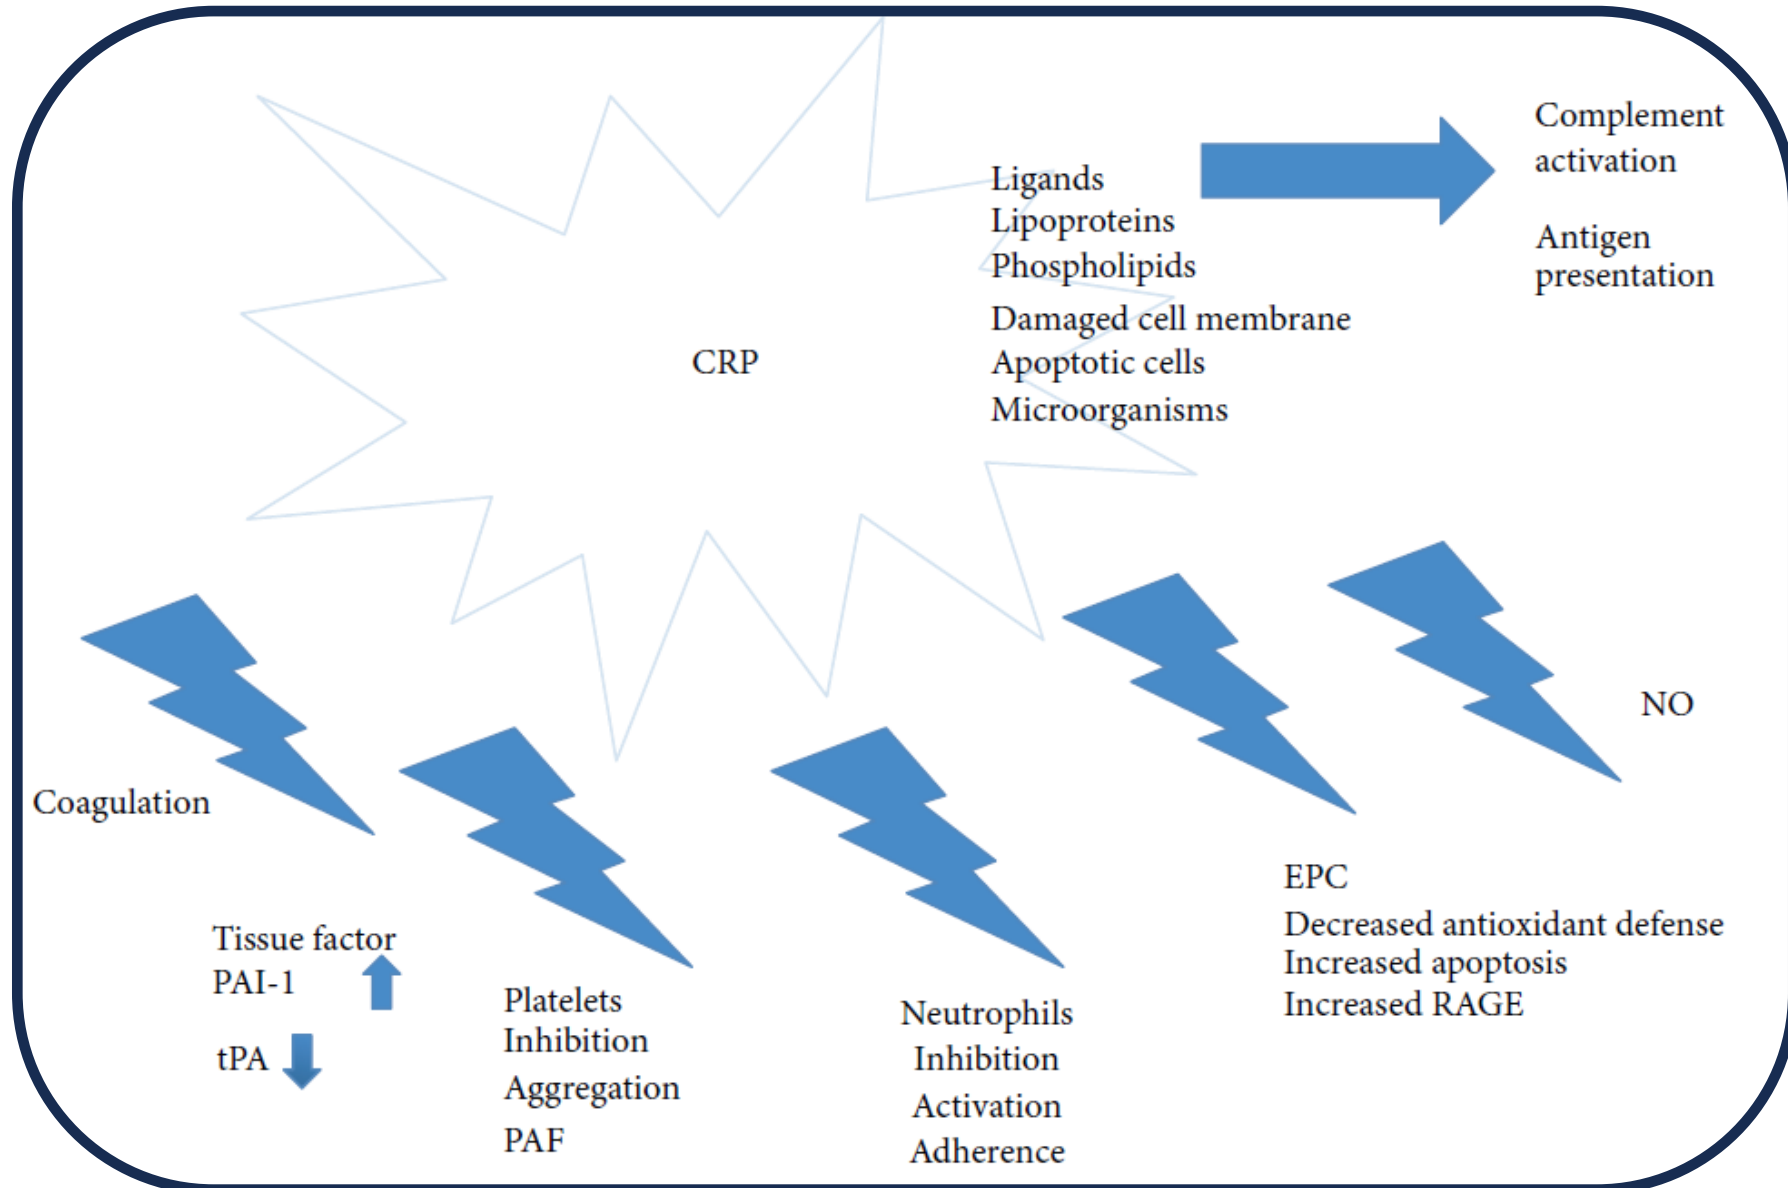 Complement
activation
Antigen
presentation
Ligands
Lipoproteins
Phospholipids
Damaged cell membrane
Apoptotic cells
Microorganisms
CRP
NO
Coagulation
Tissue factor
PAI-1
tPA
Platelets
Inhibition
Aggregation
PAF
Neutrophils
Inhibition
Activation
Adherence
EPC
Decreased antioxidant defense
Increased apoptosis
Increased RAGE